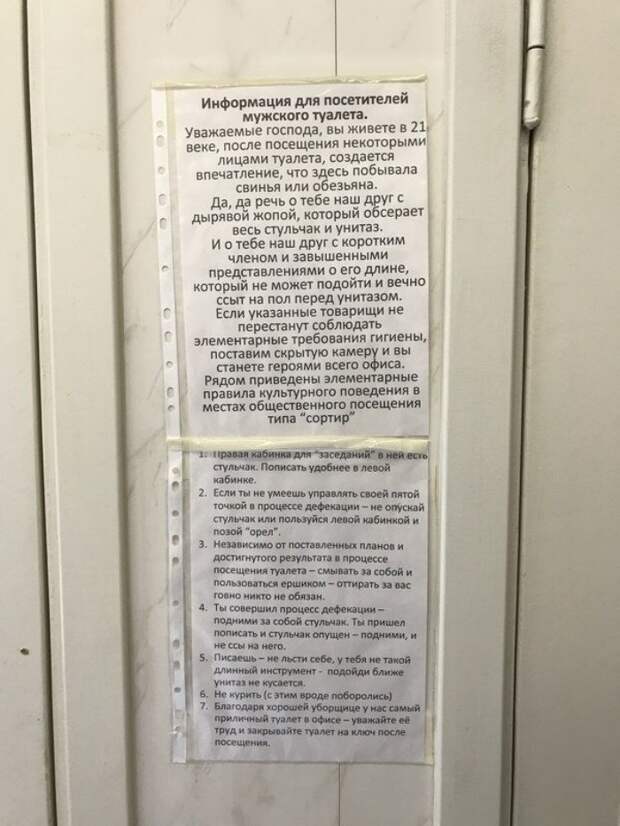 Информация для посетителей
мужского туалета.
Уважаемые господа, вы живете в 21
веке, после посещения некоторыми
лицами туалета, создается
впечатление, что здесь побывала
свинья или обезьяна.
Да, да речь о тебе наш друг с
дырявой жопой, который обсерает
весь стульчак и унитаз.
И о тебе наш друг с коротким
членом и завышенными
представлениями о его длине,
который не может подойти и вечно
ссыт на пол перед унитазом.
Если указанные товарищи не
перестанут соблюдать
элементарные требования гигиены,
поставим скрытую камеру и вы
станете героями всего офиса.
Рядом приведены элементарные
правила культурного поведения в
местах общественного посещения
типа "сортир"
1. Правая кабинка для "заседаний" в ней есть
стульчак. Пописать удобнее в левой
кабинке.
2. Если ты не умеешь управлять своей пятой
точкой в процессе дефекации – не опускай
стульчак или пользуйся левой кабинкой и
позой "орел".
3. Независимо от поставленных планов и
достигнутого результата в процессе
посещения туалета – смывать за собой и
пользоваться ершиком – оттирать за вас
говно никто не обязан.
4. Ты совершил процесс дефекации –
подними за собой стульчак. Ты пришел
пописать и стульчак опущен – подними, и
не ссы на него.
5. Писаешь – не льсти себе, у тебя не такой
длинный инструмент - подойди ближе
унитаз не кусается.
6. Не курить (с этим вроде поборолись)
7. Благодаря хорошей уборщице у нас самый
приличный туалет в офисе – уважайте её
труд и закрывайте туалет на ключ после
посещения.